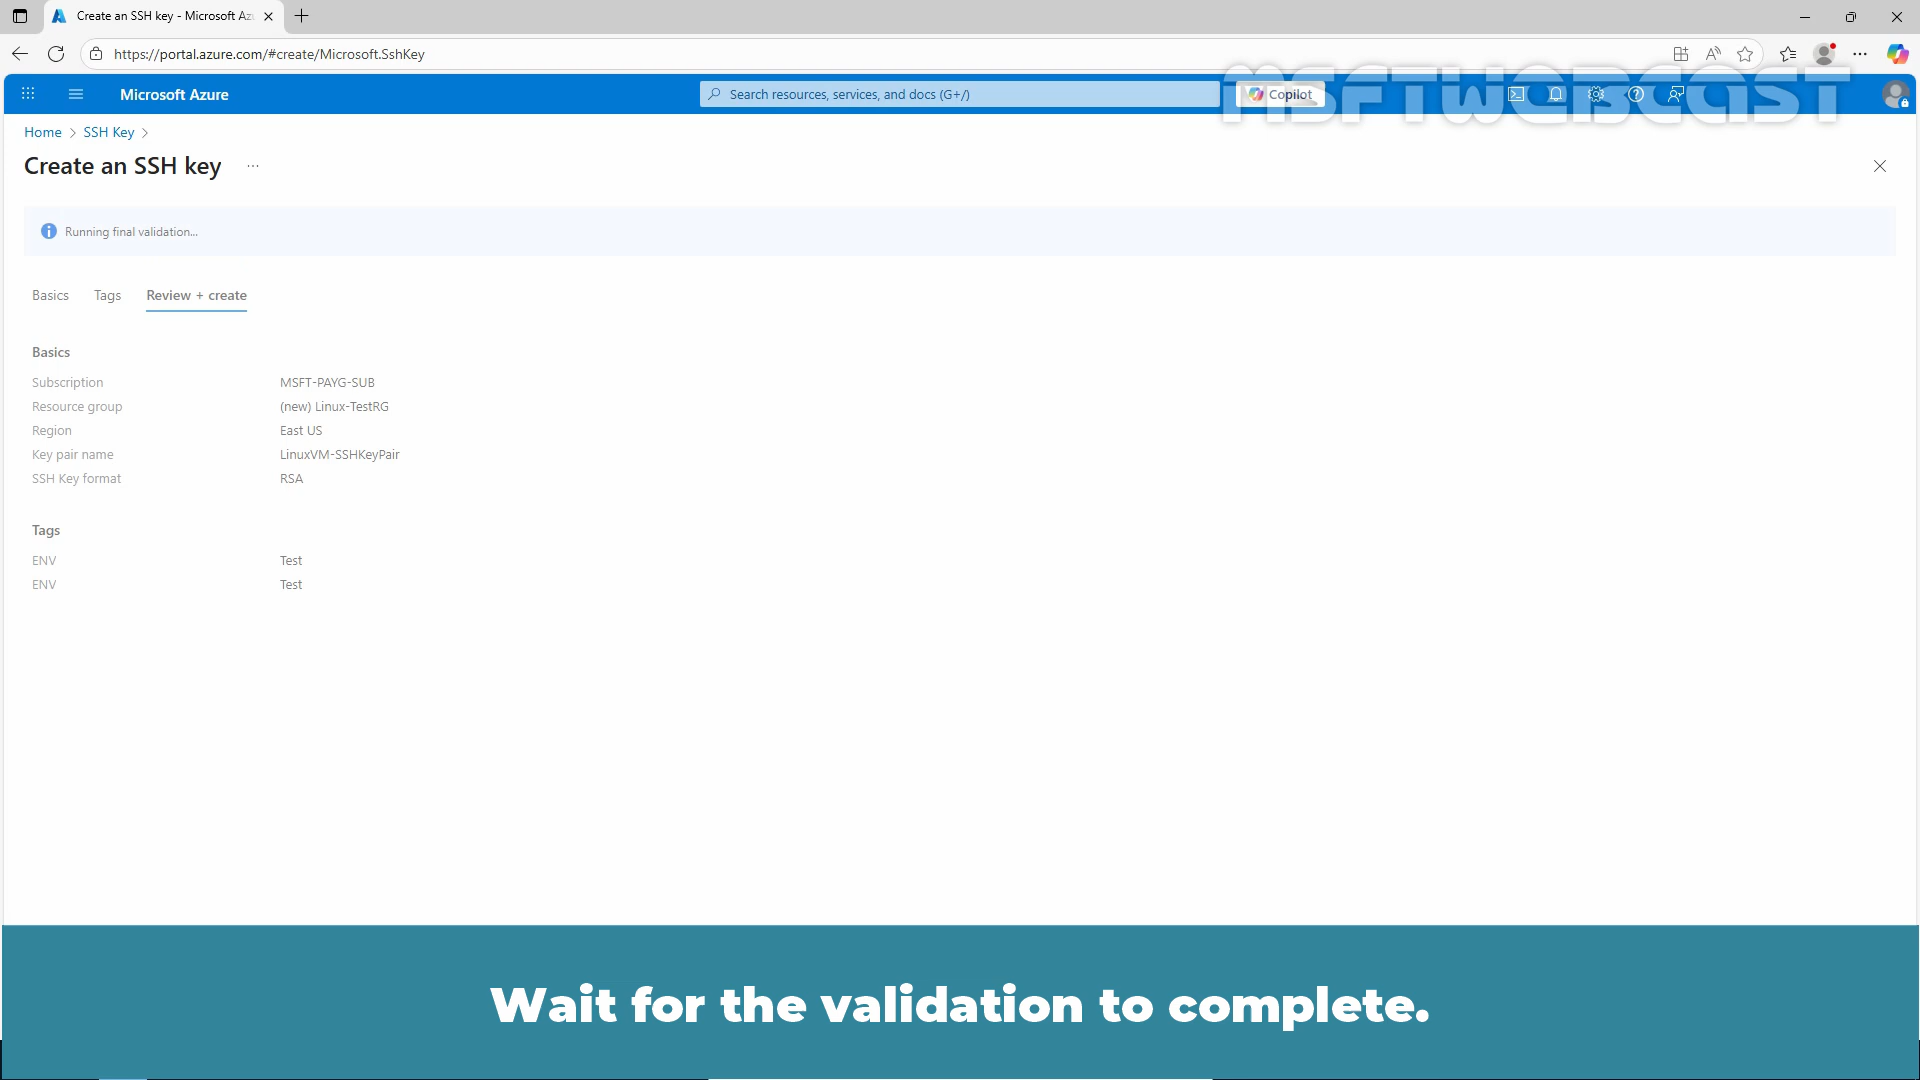 Create an SSH key - Microsoft Az
https://portal.azure.com/#create/Microsoft.SshKey
MSFTWEBCAST
Microsoft Azure
Search resources, services, and docs (G+/)
Copilot
Home
SSH Key
Create an SSH key
Running final validation...
Basics
Tags
Review + create
Basics
Subscription MSFT-PAYG-SUB
Resource group (new) Linux-TestRG
Region East US
Key pair name LinuxVM-SSHKeyPair
SSH Key format RSA
Tags
ENV Test
ENV Test
Wait for the validation to complete.